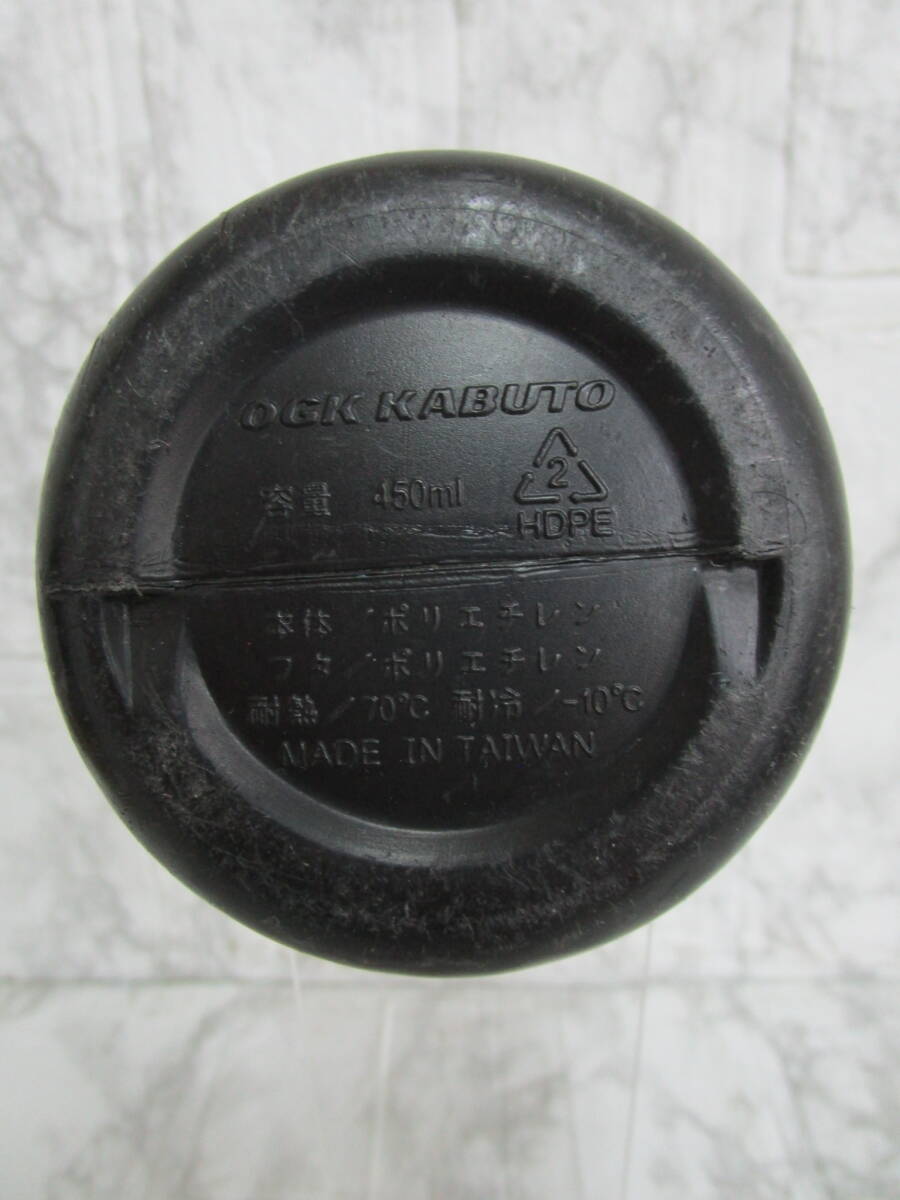 OGK KABUTO
容量 450ml
2
HDPE
本体/ポリエチレン
フタ/ポリエチレン
耐熱/70℃ 耐冷/-10℃
MADE IN TAIWAN